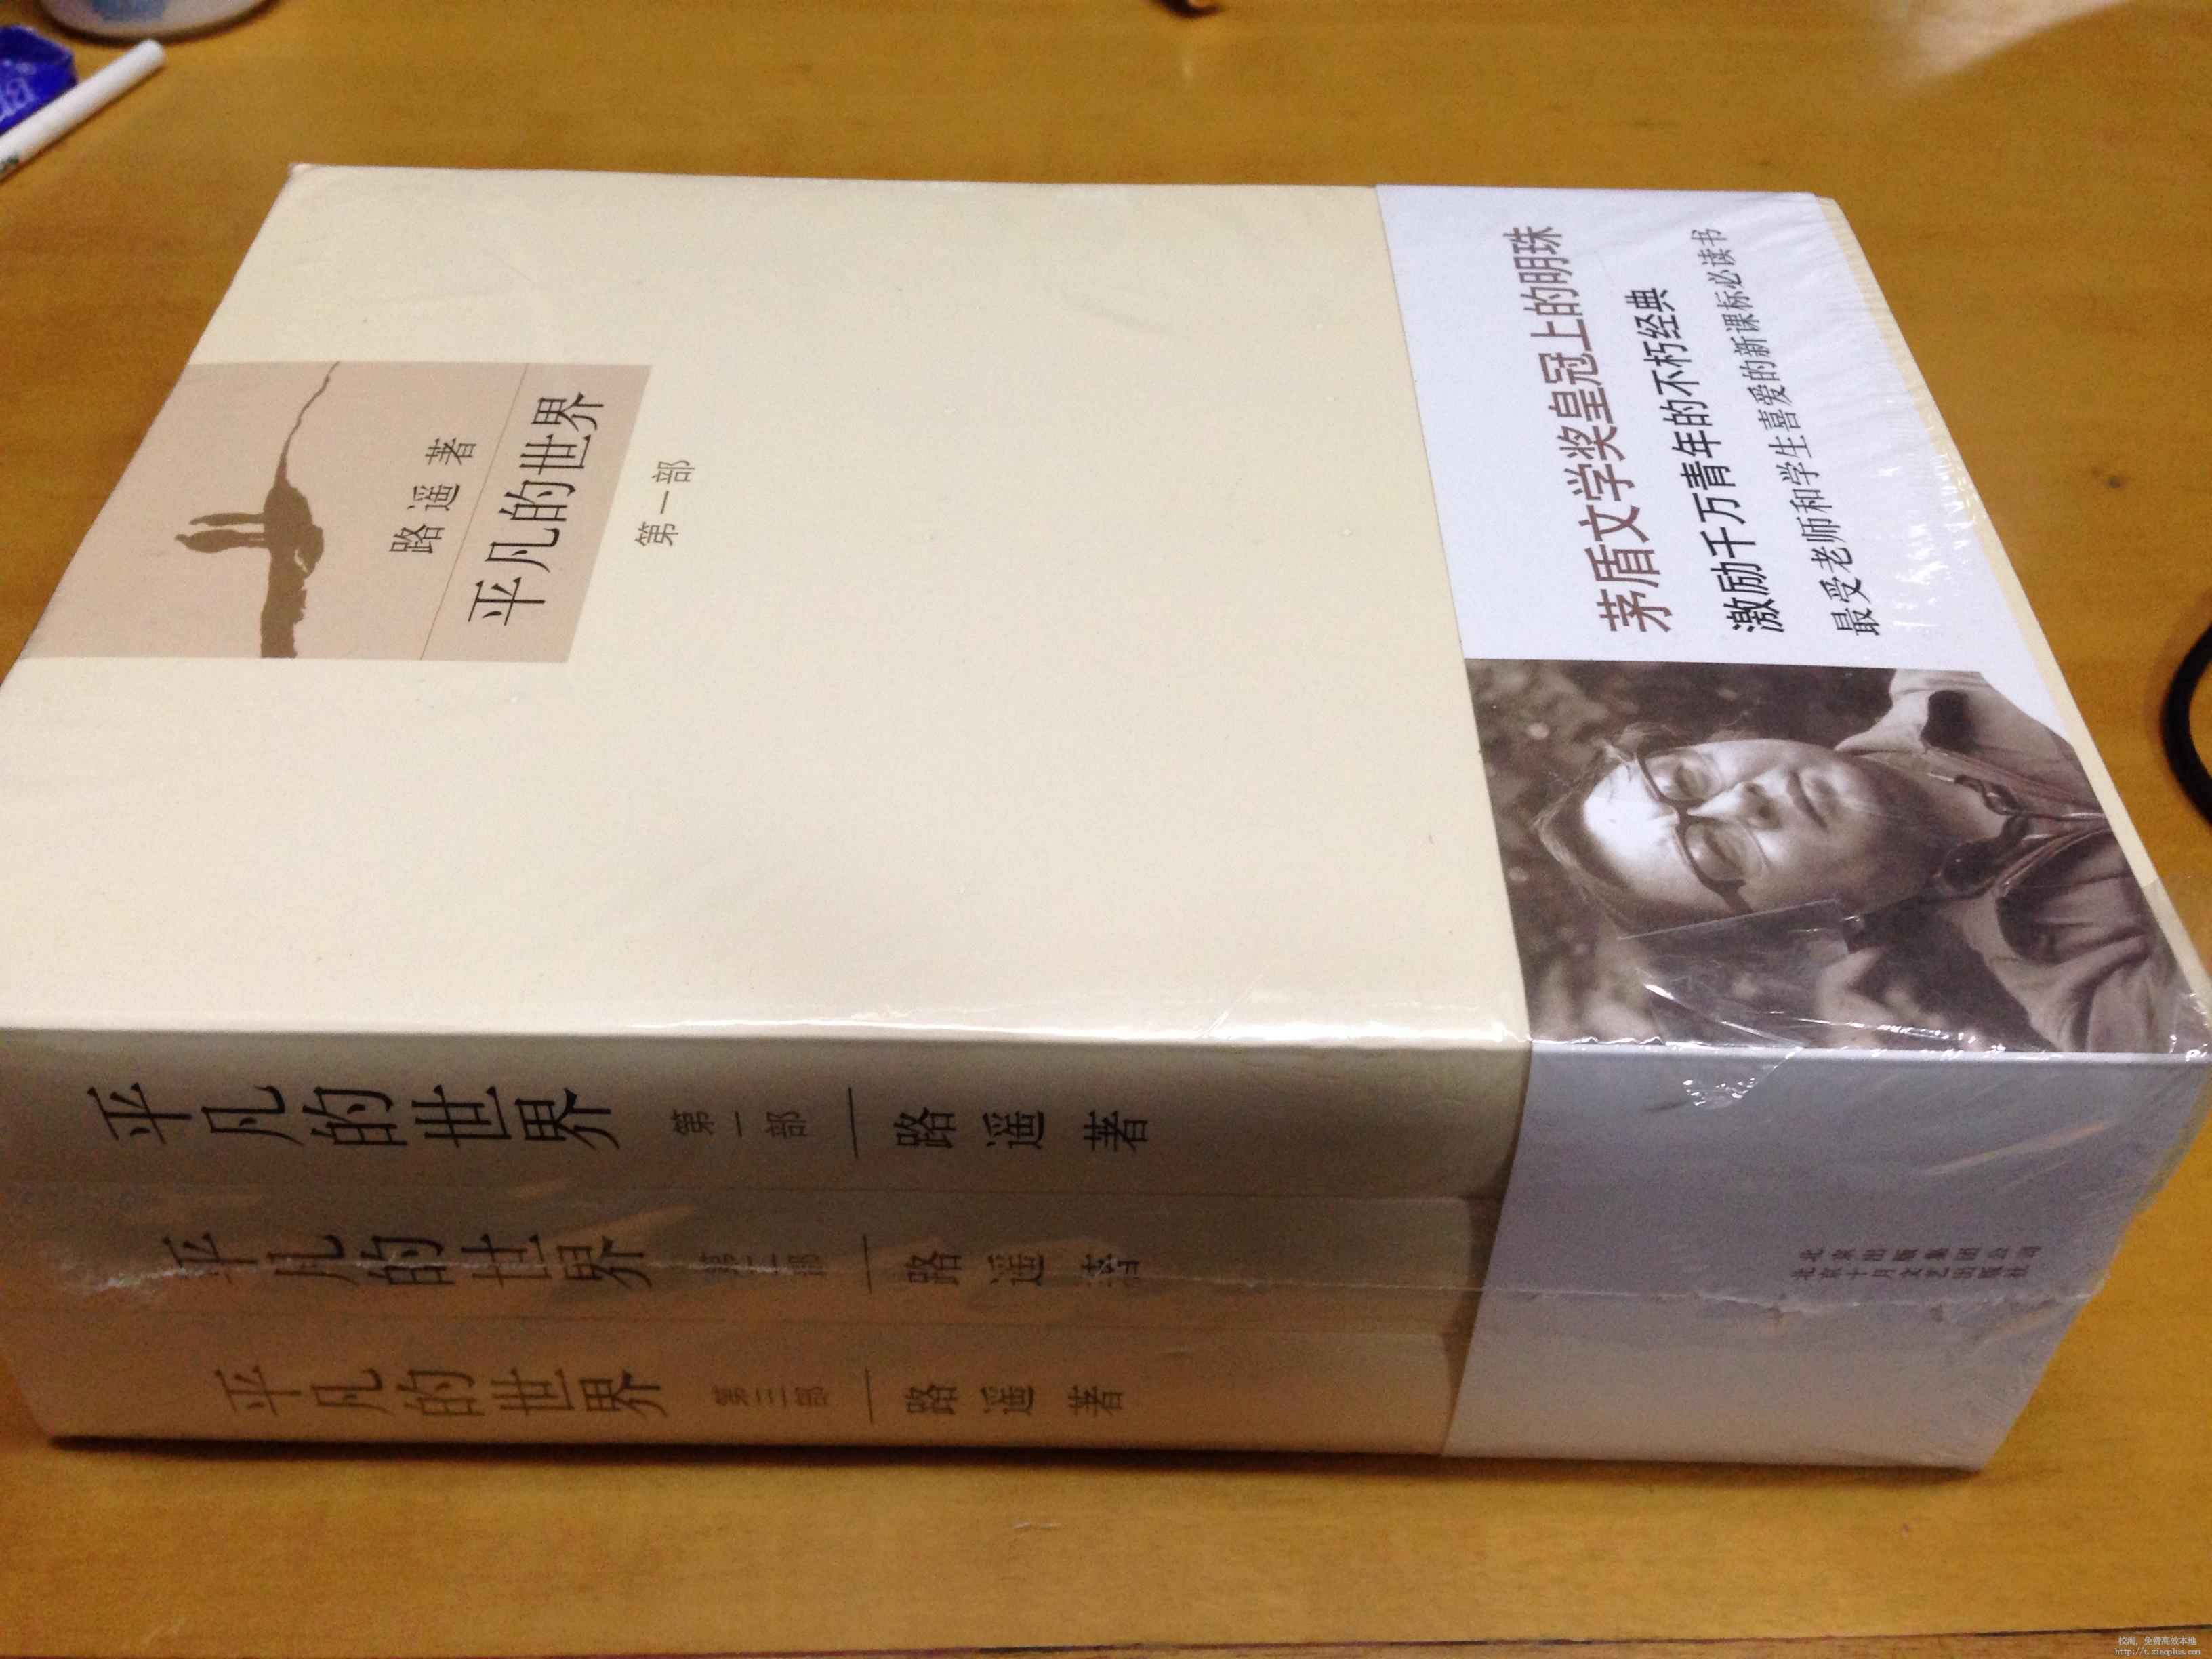 路遥 著
平凡的世界
第一部
茅盾文学奖皇冠上的明珠
激励千万青年的不朽经典
最受老师和学生喜爱的新课标必读书
平凡的世界 第一部 路遥 著
平凡的世界 第二部 路遥 著
平凡的世界 第三部 路遥 著
北京出版集团公司
北京十月文艺出版社
校淘，免费高效本地
http://t.xiaoplus.com